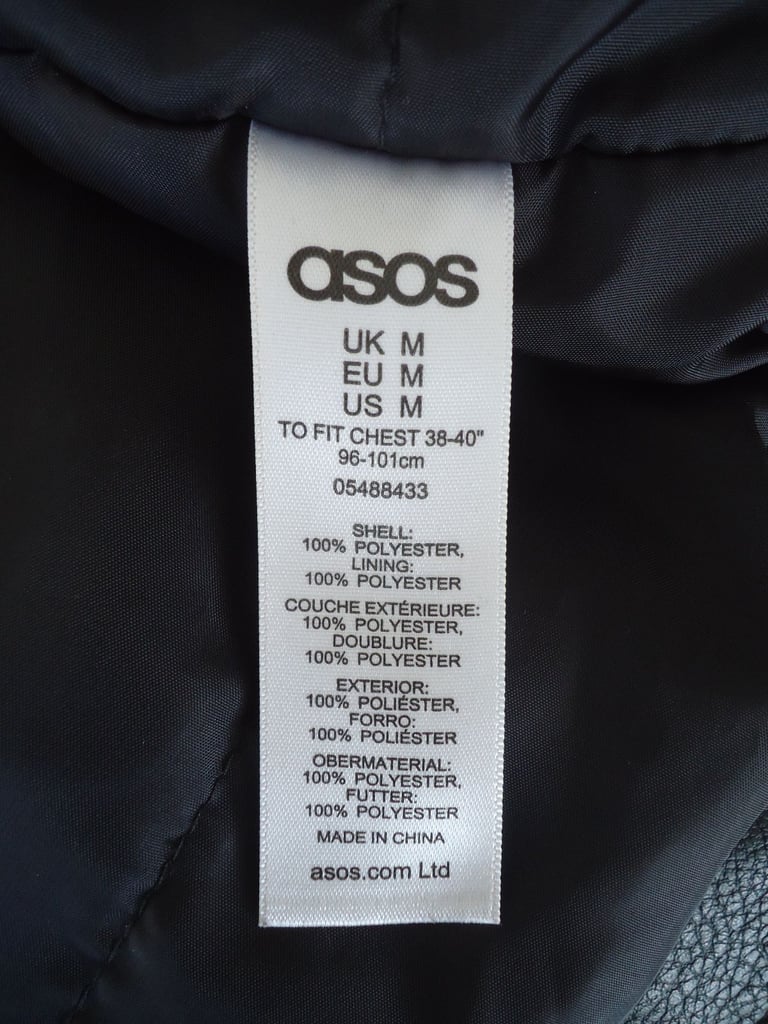 asos
UK M
EU M
US M
TO FIT CHEST 38-40"
96-101cm
05488433
SHELL:
100% POLYESTER,
LINING:
100% POLYESTER
COUCHE EXTÉRIEURE:
100% POLYESTER,
DOUBLURE:
100% POLYESTER
EXTERIOR:
100% POLIÉSTER,
FORRO:
100% POLIÉSTER
OBERMATERIAL:
100% POLYESTER,
FUTTER:
100% POLYESTER
MADE IN CHINA
asos.com Ltd